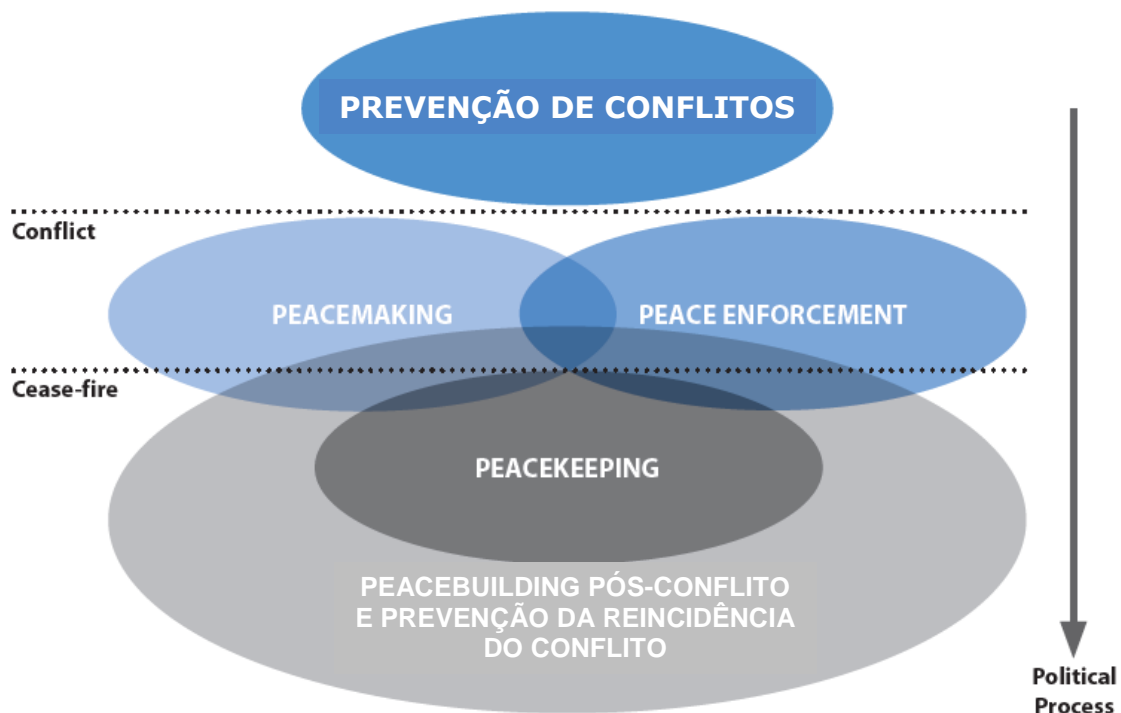 PREVENÇÃO DE CONFLITOS
Conflict
PEACEMAKING
PEACE ENFORCEMENT
Cease-fire
PEACEKEEPING
PEACEBUILDING PÓS-CONFLITO
E PREVENÇÃO DA REINCIDÊNCIA
DO CONFLITO
Political
Process